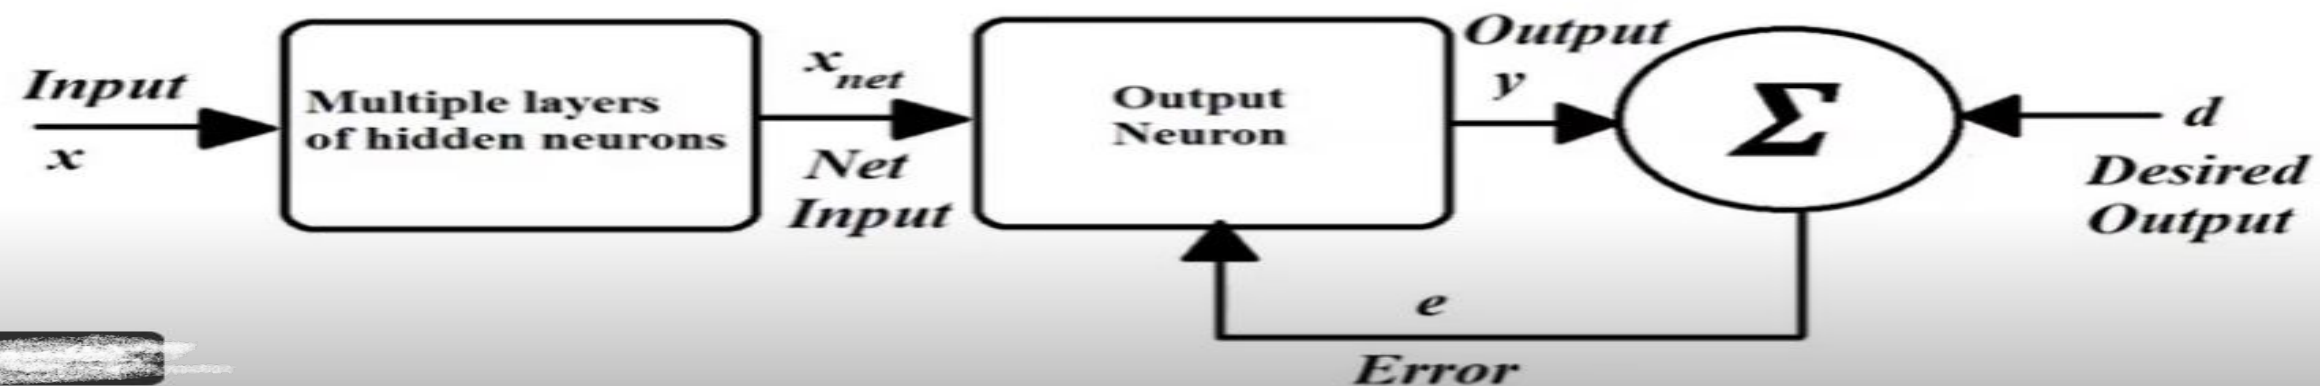 Input
x
Multiple layers
of hidden neurons
x_net
Net
Input
Output
Neuron
Output
y
Σ
d
Desired
Output
e
Error